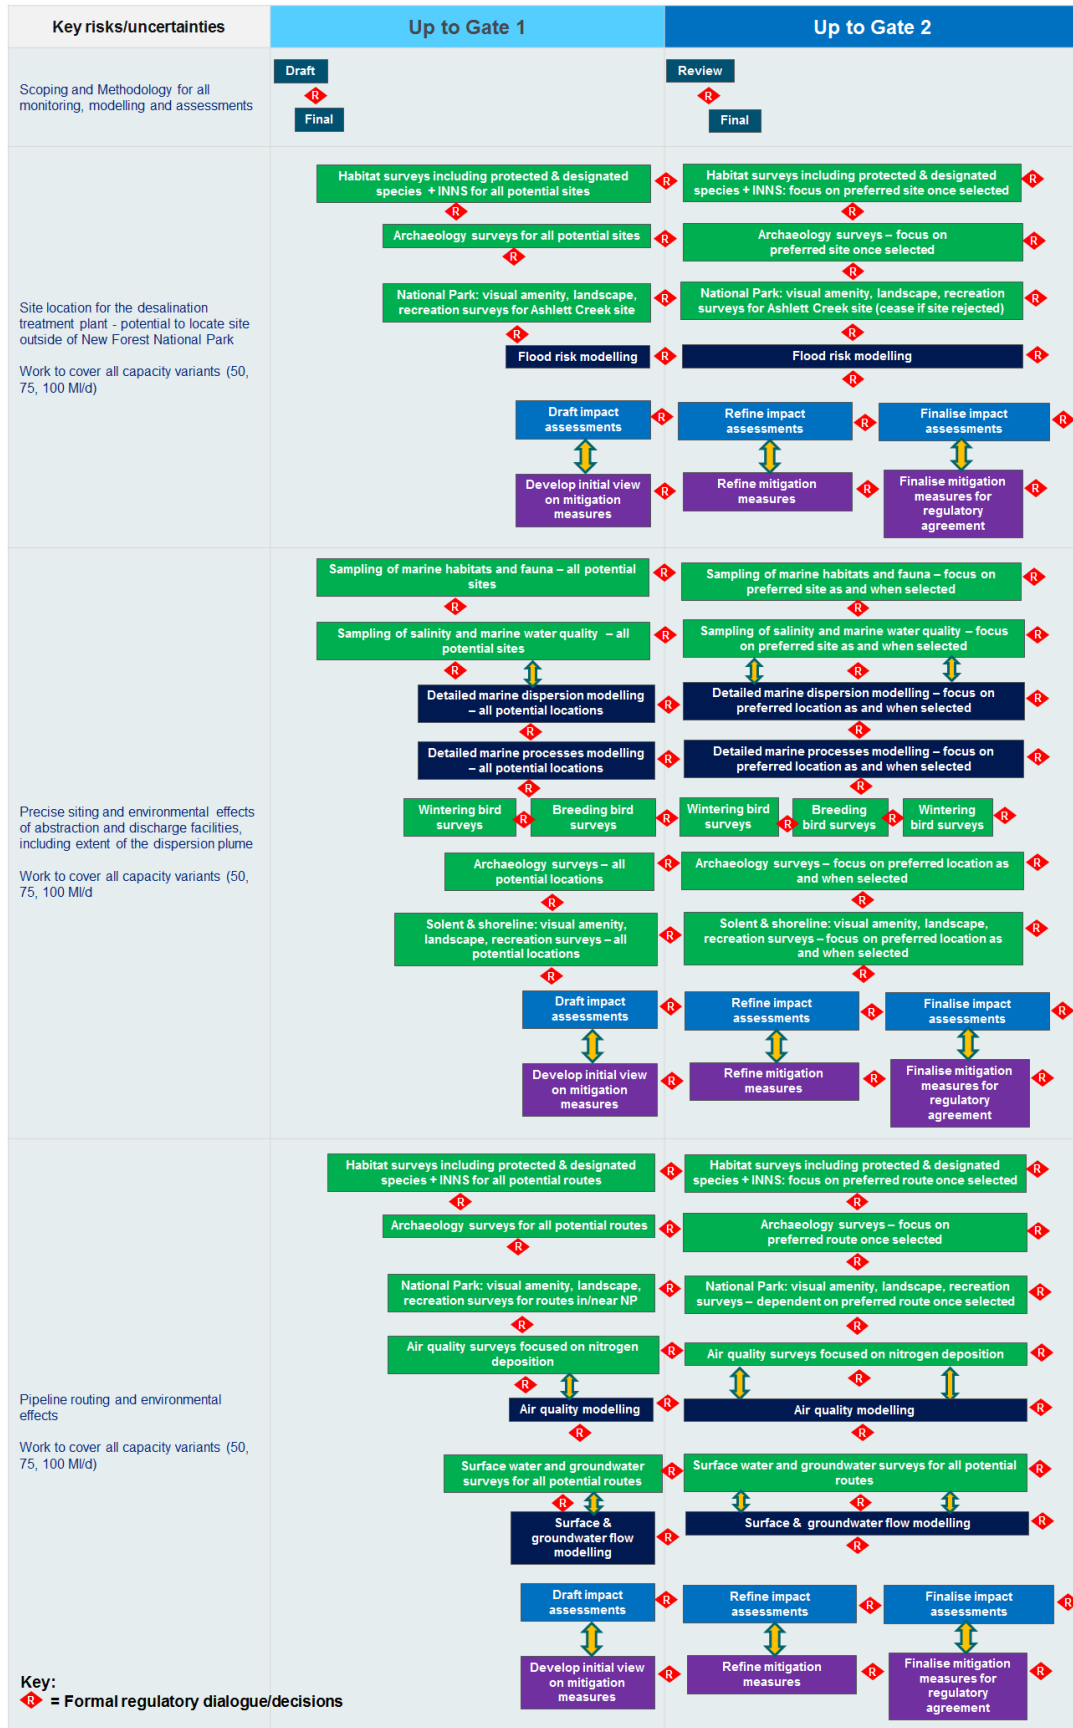 Key risks/uncertainties
Up to Gate 1
Up to Gate 2
Scoping and Methodology for all
monitoring, modelling and assessments
Draft
R
Final
Review
R
Final
Site location for the desalination
treatment plant - potential to locate site
outside of New Forest National Park
Work to cover all capacity variants (50,
75, 100 Ml/d)
Habitat surveys including protected & designated
species + INNS for all potential sites
R
R
Archaeology surveys for all potential sites
R
R
National Park: visual amenity, landscape,
recreation surveys for Ashlett Creek site
R
R
Flood risk modelling
R
Draft impact
assessments
R
Develop initial view
on mitigation
measures
R
Habitat surveys including protected & designated
species + INNS: focus on preferred site once selected
R
R
Archaeology surveys – focus on
preferred site once selected
R
R
National Park: visual amenity, landscape, recreation
surveys for Ashlett Creek site (cease if site rejected)
R
R
Flood risk modelling
R
R
Refine impact
assessments
R
Finalise impact
assessments
R
Refine mitigation
measures
R
Finalise mitigation
measures for
regulatory
agreement
R
Precise siting and environmental effects
of abstraction and discharge facilities,
including extent of the dispersion plume
Work to cover all capacity variants (50,
75, 100 Ml/d
Sampling of marine habitats and fauna – all potential
sites
R
R
Sampling of salinity and marine water quality – all
potential sites
R
R
Detailed marine dispersion modelling
– all potential locations
R
R
Detailed marine processes modelling
– all potential locations
R
R
Wintering bird
surveys
R
Breeding bird
surveys
R
Archaeology surveys – all
potential locations
R
R
Solent & shoreline: visual amenity,
landscape, recreation surveys – all
potential locations
R
R
Draft impact
assessments
R
Develop initial view
on mitigation
measures
R
Sampling of marine habitats and fauna – focus on
preferred site as and when selected
R
R
Sampling of salinity and marine water quality – focus
on preferred site as and when selected
R
R
Detailed marine dispersion modelling – focus on
preferred location as and when selected
R
R
Detailed marine processes modelling – focus on
preferred location as and when selected
R
R
Wintering bird
surveys
R
Breeding
bird surveys
R
Wintering
bird surveys
R
Archaeology surveys – focus on preferred location as
and when selected
R
R
Solent & shoreline: visual amenity, landscape,
recreation surveys – focus on preferred location as
and when selected
R
R
Refine impact
assessments
R
Finalise impact
assessments
R
Refine mitigation
measures
R
Finalise mitigation
measures for
regulatory
agreement
R
Pipeline routing and environmental
effects
Work to cover all capacity variants (50,
75, 100 Ml/d)
Habitat surveys including protected & designated
species + INNS for all potential routes
R
R
Archaeology surveys for all potential routes
R
R
National Park: visual amenity, landscape,
recreation surveys for routes in/near NP
R
R
Air quality surveys focused on nitrogen
deposition
R
R
Air quality modelling
R
R
Surface water and groundwater
surveys for all potential routes
R
R
Surface &
groundwater flow
modelling
R
Draft impact
assessments
R
Develop initial view
on mitigation
measures
R
Habitat surveys including protected & designated
species + INNS: focus on preferred route once selected
R
R
Archaeology surveys – focus on
preferred route once selected
R
R
National Park: visual amenity, landscape, recreation
surveys – dependent on preferred route once selected
R
R
Air quality surveys focused on nitrogen deposition
R
R
Air quality modelling
R
R
Surface water and groundwater surveys for all potential
routes
R
R
Surface & groundwater flow modelling
R
R
Refine impact
assessments
R
Finalise impact
assessments
R
Refine mitigation
measures
R
Finalise mitigation
measures for
regulatory
agreement
R
Key:
R = Formal regulatory dialogue/decisions